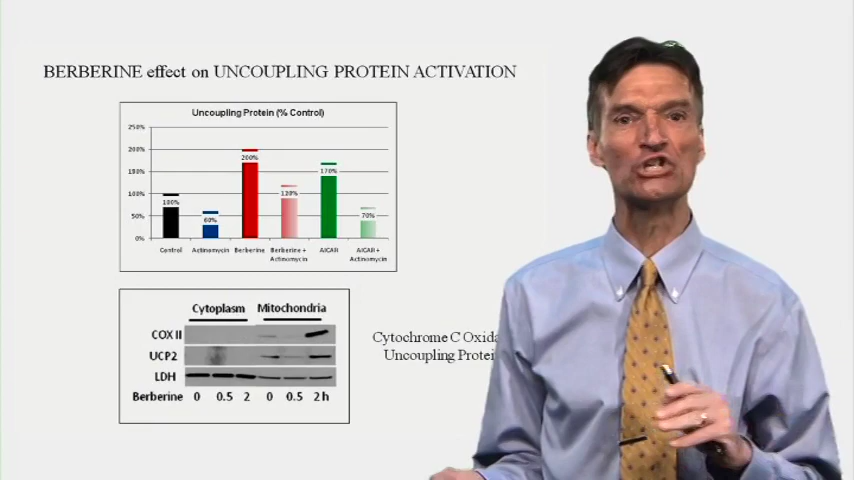 BERBERINE effect on UNCOUPLING PROTEIN ACTIVATION
Uncoupling Protein (% Control)
250%
200%
150%
100%
50%
0%
100%
60%
200%
120%
170%
70%
Control Actinomycin Berberine Berberine + Actinomycin AICAR AICAR + Actinomycin
Cytoplasm Mitochondria
COX II
UCP2
LDH
Berberine 0 0.5 2 0 0.5 2 h
Cytochrome C Oxida
Uncoupling Protei